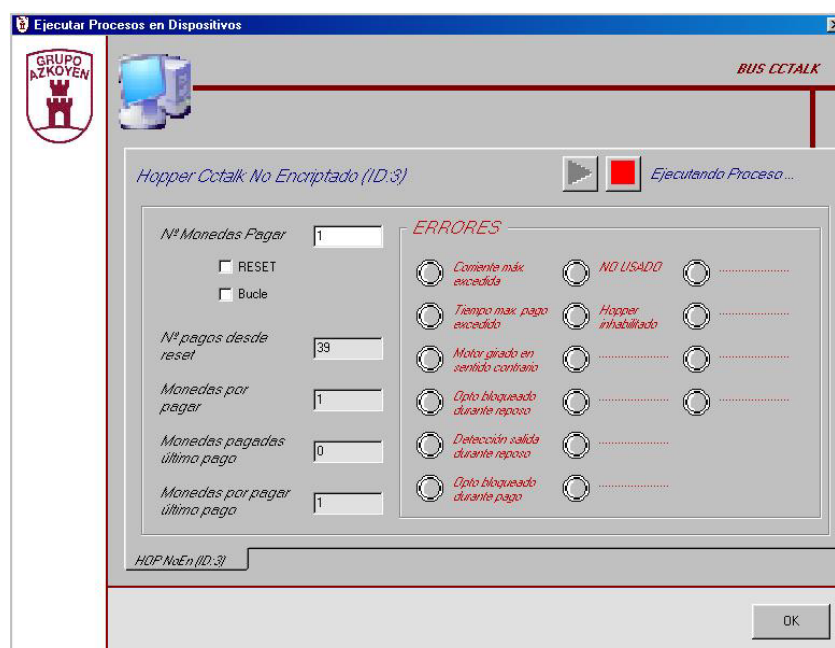 Ejecutar Procesos en Dispositivos
GRUPO
AZKOYEN
BUS CCTALK
Hopper Cctalk No Encriptado (ID:3)
Ejecutando Proceso ...
Nº Monedas Pagar
1
RESET
Bucle
Nº pagos desde
reset
39
Monedas por
pagar
1
Monedas pagadas
último pago
0
Monedas por pagar
último pago
1
ERRORES
Corriente máx.
excedida
Tiempo max. pago
excedido
Motor girado en
sentido contrario
Opto bloqueado
durante reposo
Detección salida
durante reposo
Opto bloqueado
durante pago
NO USADO
Hopper
inhabilitado
.....................
.....................
.....................
.....................
.....................
.....................
.....................
.....................
HOP NoEn (ID:3)
OK